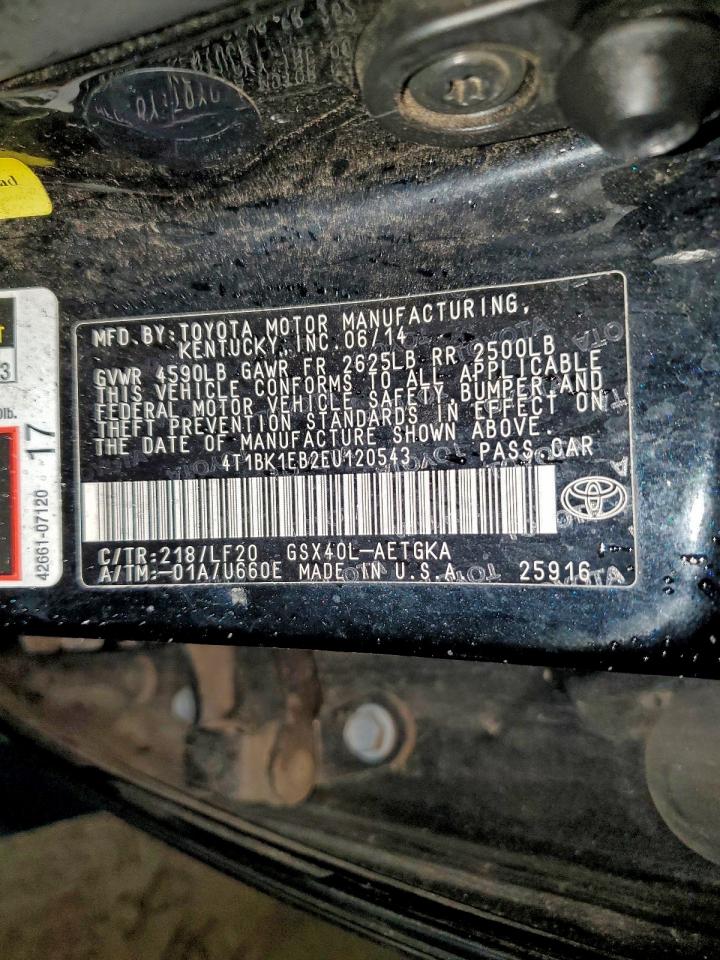 MFD.BY:TOYOTA MOTOR MANUFACTURING,
KENTUCKY, INC. 06/14
GVWR 4590LB GAWR FR 2625LB RR 2500LB
THIS VEHICLE CONFORMS TO ALL APPLICABLE
FEDERAL MOTOR VEHICLE SAFETY,BUMPER,AND
THEFT PREVENTION STANDARDS IN EFFECT ON
THE DATE OF MANUFACTURE SHOWN ABOVE.
4T1BK1EB2EU120543 PASS.CAR
C/TR:218/LF20 GSX40L-AETGKA
A/TM:-01A/U660E MADE IN U.S.A. 25916
17
42661-07120